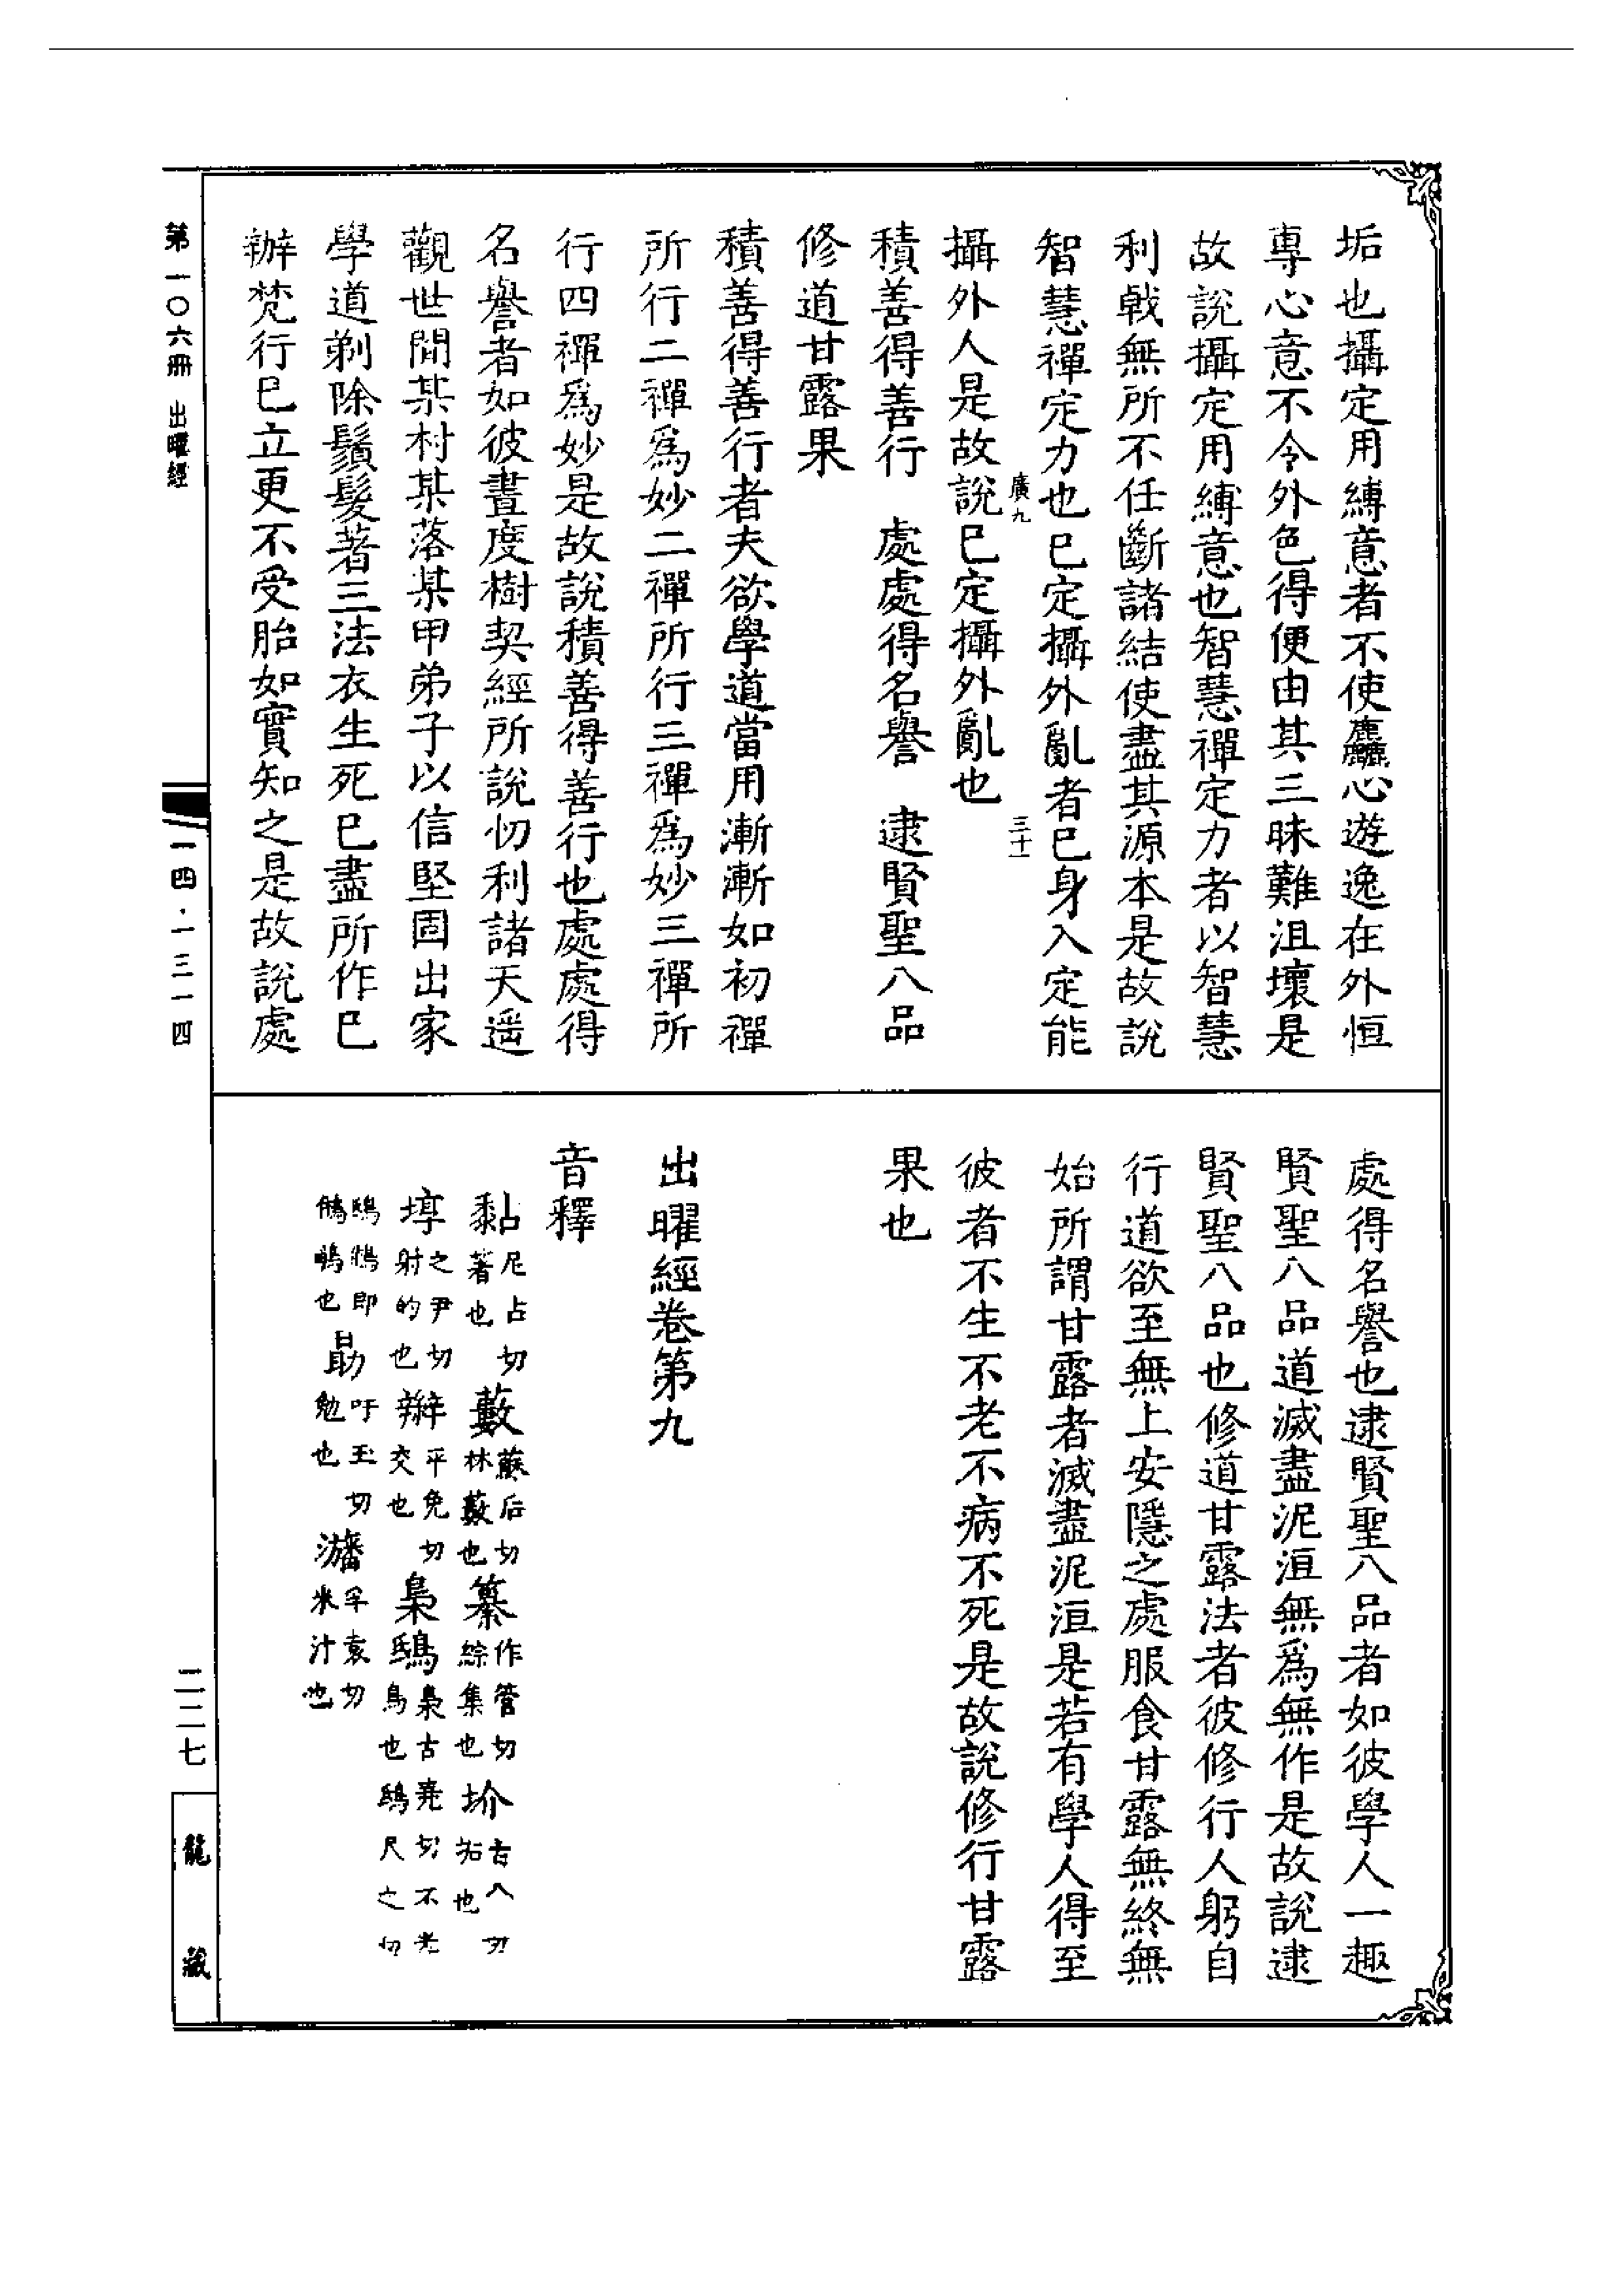 垢也攝定用縛意者不使麤心遊逸在外恒
專心意不令外色得便由其三昧難沮壞是
故說攝定用縛意也智慧禪定力者以智慧
利戟無所不任斷諸結使盡其源本是故說
智慧禪定力也已定攝外亂者已身入定能
廣九
三十一
攝外人是故說已定攝外亂也
積善得善行　處處得名譽　逮賢聖八品
修道甘露果
積善得善行者夫欲學道當用漸漸如初禪
所行二禪爲妙二禪所行三禪爲妙三禪所
行四禪爲妙是故說積善得善行也處處得
名譽者如彼晝度樹契經所說忉利諸天遥
觀世間某村某落某甲弟子以信堅固出家
學道剃除鬚髮著三法衣生死已盡所作已
辦梵行已立更不受胎如實知之是故說處
處得名譽也逮賢聖八品者如彼學人一趣
賢聖八品道滅盡泥洹無爲無作是故說逮
賢聖八品也修道甘露法者彼修行人躬自
行道欲至無上安隱之處服食甘露無終無
始所謂甘露者滅盡泥洹是若有學人得至
彼者不生不老不病不死是故說修行甘露
果也
出曜經卷第九
音釋
黏尼占切著也　藪蘇后切林藪也　纂作管切綜集也　㘦古八切垢也
埻之尹切射的也　辮平免切交也　梟鴟梟古堯切不孝鳥也鴟尺之切
鴟鵂即鵂鶹也　勖吁玉切勉也　潘孚袁切米汁也
第一〇六冊　出曜經
一四·一三一四
二二七
龍藏